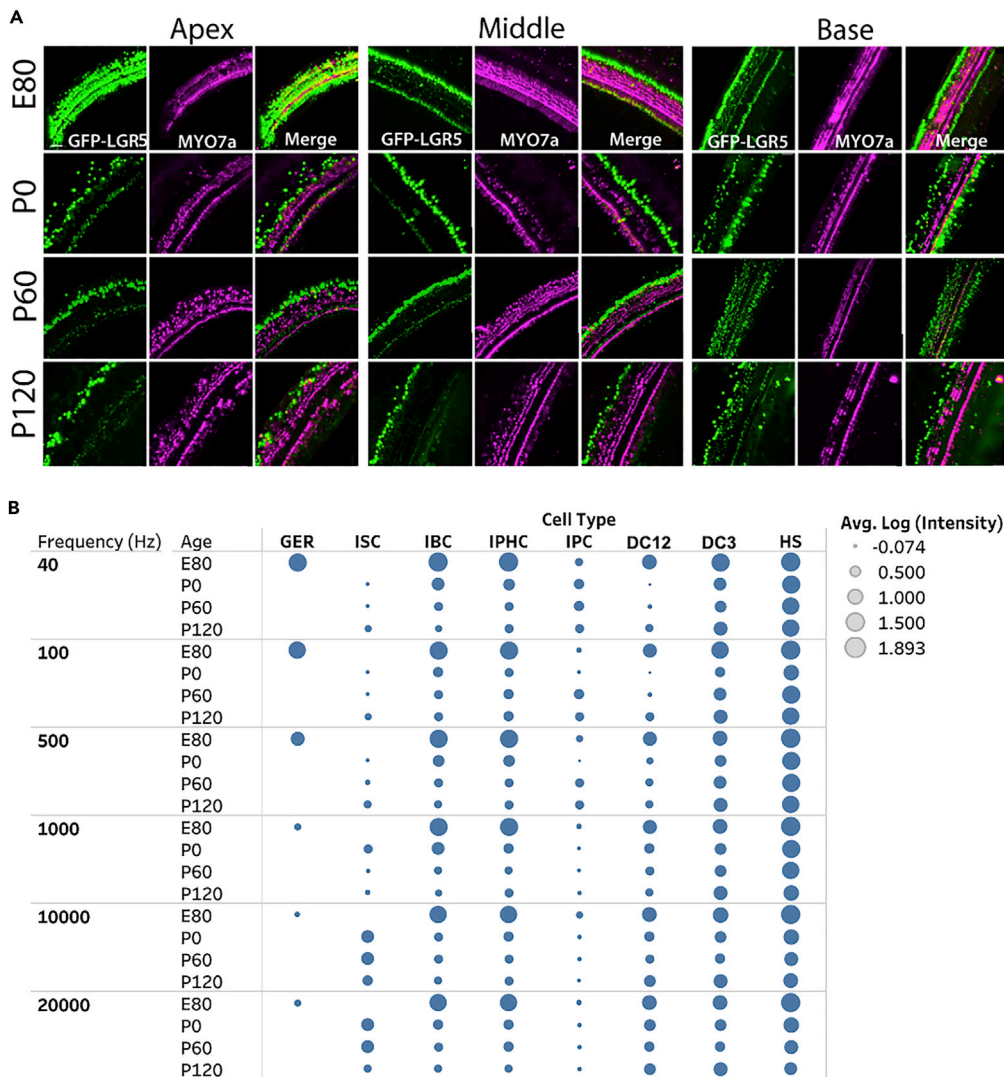 A
Apex Middle Base
E80
GFP-LGR5 MYO7a Merge GFP-LGR5 MYO7a Merge GFP-LGR5 MYO7a Merge
P0
P60
P120
B
Cell Type
Frequency (Hz) Age GER ISC IBC IPHC IPC DC12 DC3 HS
40 E80
P0
P60
P120
100 E80
P0
P60
P120
500 E80
P0
P60
P120
1000 E80
P0
P60
P120
10000 E80
P0
P60
P120
20000 E80
P0
P60
P120
Avg. Log (Intensity)
-0.074
0.500
1.000
1.500
1.893